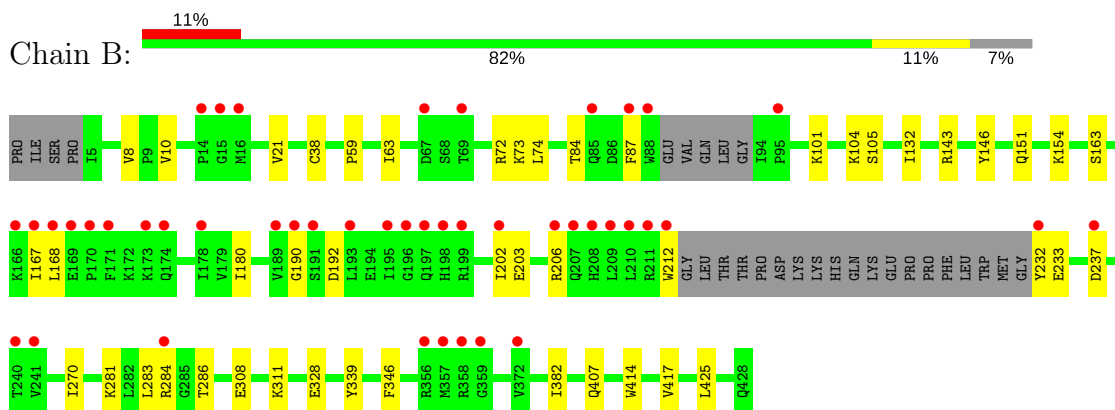 11%
Chain B:
82% 11% 7%
PRO ILE SER PRO I5 V8 P9 V10 P14 G15 M16 V21 C38 P59 I63 D67 S68 T69 R72 K73 L74 T84 Q85 D86 F87 W88 GLU VAL GLN LEU GLY I94 P95 K101 K104 S105 I132 R143 Y146 Q151 K154 S163
K166 I167 L168 E169 P170 F171 K172 K173 Q174 I178 V179 I180 V189 G190 S191 D192 L193 E194 I195 G196 Q197 H198 R199 I202 E203 R206 Q207 H208 L209 L210 R211 W212 GLY LEU THR THR PRO ASP LYS LYS HIS GLN LYS GLU PRO PRO PHE LEU TRP MET GLY Y232 E233 D237
T240 V241 I270 K281 L282 L283 R284 G285 T286 E308 K311 E328 Y339 F346 R356 M357 R358 G359 V372 I382 Q407 W414 V417 L425 Q428